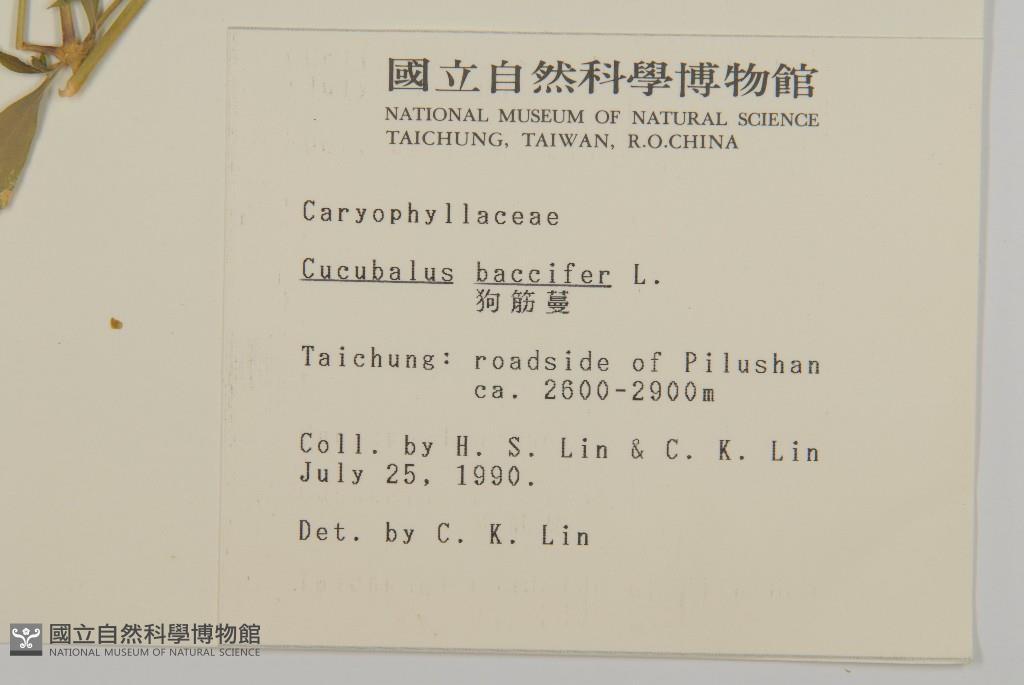 國立自然科學博物館
NATIONAL MUSEUM OF NATURAL SCIENCE
TAICHUNG, TAIWAN, R.O.CHINA
Caryophyllaceae
Cucubalus baccifer L.
狗筋蔓
Taichung: roadside of Pilushan
ca. 2600-2900m
Coll. by H. S. Lin & C. K. Lin
July 25, 1990.
Det. by C. K. Lin
國立自然科學博物館
NATIONAL MUSEUM OF NATURAL SCIENCE